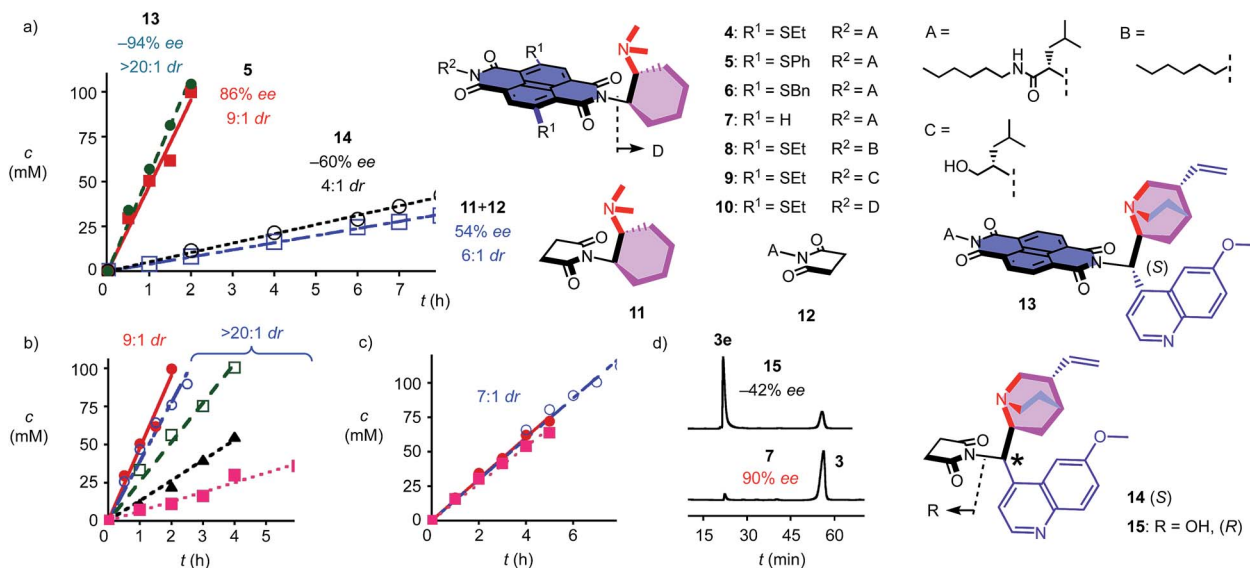 a)
13
–94% ee
>20:1 dr
5
86% ee
9:1 dr
14
–60% ee
4:1 dr
11+12
54% ee
6:1 dr
c
(mM)
100
75
50
25
0
0 1 2 3 4 5 6 7
t (h)
R¹
R²
N
O
O
N
O
O
N
R¹
D
N
O
N
O
11
4: R¹ = SEt R² = A
5: R¹ = SPh R² = A
6: R¹ = SBn R² = A
7: R¹ = H R² = A
8: R¹ = SEt R² = B
9: R¹ = SEt R² = C
10: R¹ = SEt R² = D
O
A N
O
12
A =
H
N
O
B =
C =
HO
N
O
O
A N
N
O
O
(S)
O
N
13
b)
9:1 dr
>20:1 dr
c
(mM)
100
75
50
25
0
0 1 2 3 4 5
t (h)
c)
7:1 dr
c
(mM)
100
75
50
25
0
0 2 4 6
t (h)
d)
3e
15
–42% ee
7
90% ee
3
15 30 45 60
t (min)
N
O
N
O
*
O
R
N
14 (S)
15: R = OH, (R)